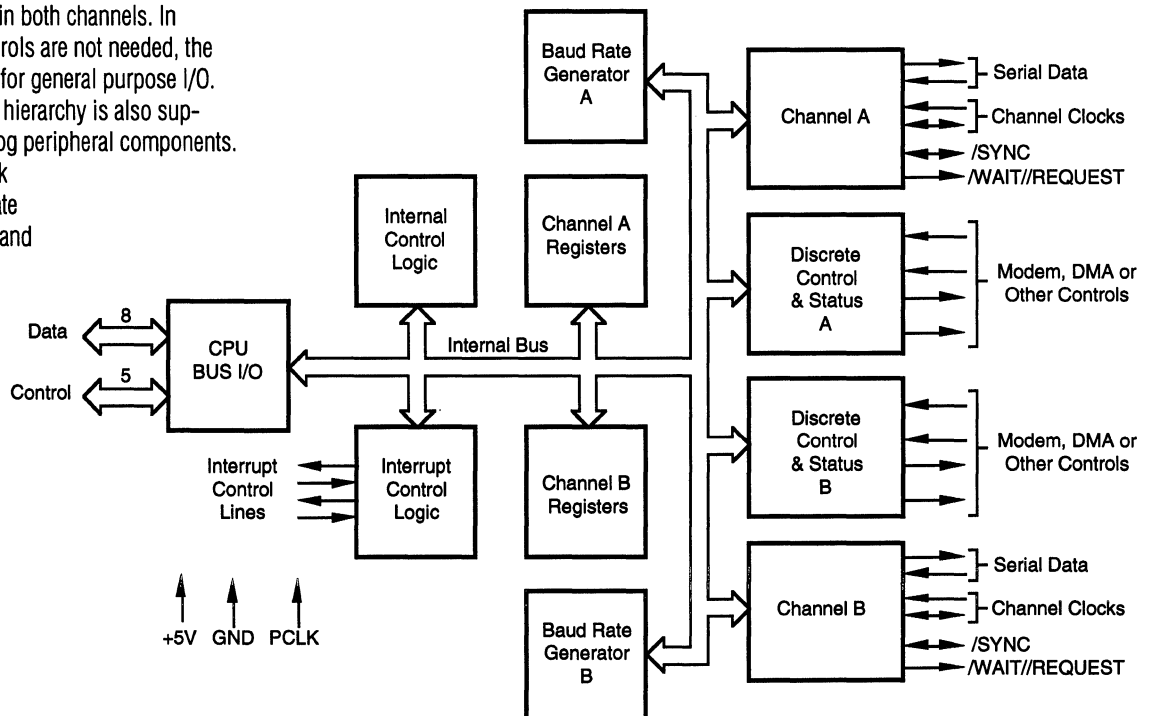 in both channels. In
rols are not needed, the
for general purpose I/O.
hierarchy is also sup-
og peripheral components.
k
ate
and
Baud Rate
Generator
A
Channel A
Serial Data
Channel Clocks
/SYNC
/WAIT//REQUEST
Internal
Control
Logic
Channel A
Registers
Discrete
Control
& Status
A
Modem, DMA or
Other Controls
Data
8
Control
5
CPU
BUS I/O
Internal Bus
Interrupt
Control
Lines
Interrupt
Control
Logic
Channel B
Registers
Discrete
Control
& Status
B
Modem, DMA or
Other Controls
+5V GND PCLK
Baud Rate
Generator
B
Channel B
Serial Data
Channel Clocks
/SYNC
/WAIT//REQUEST